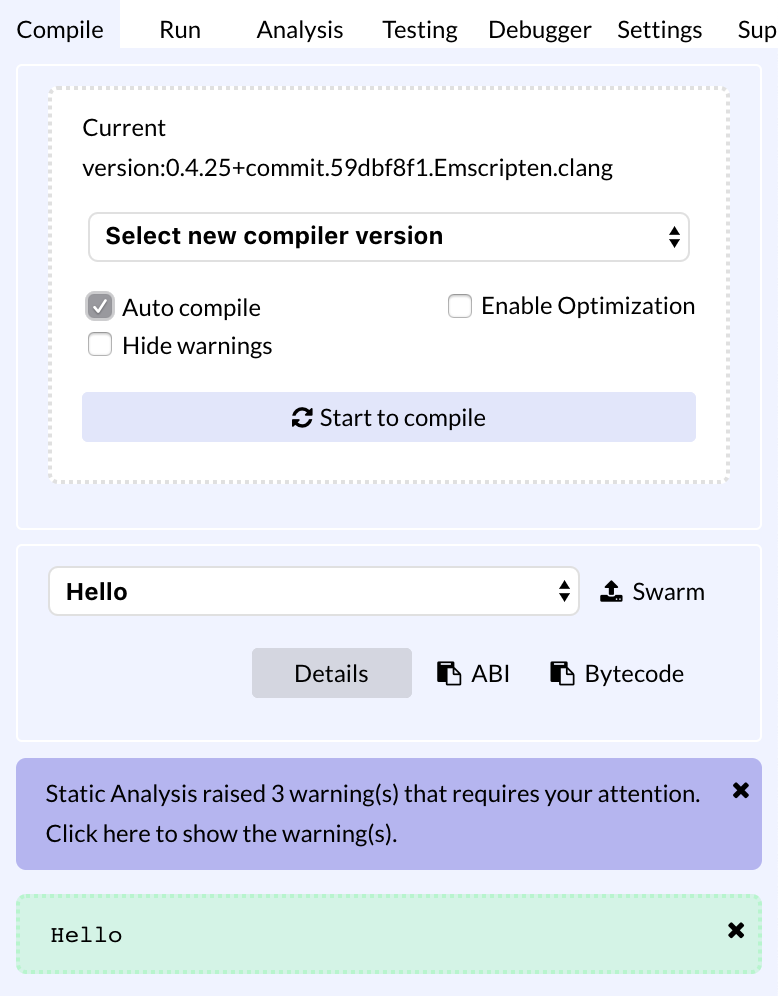 Compile Run Analysis Testing Debugger Settings Sup
Current
version:0.4.25+commit.59dbf8f1.Emscripten.clang
Select new compiler version
Auto compile Enable Optimization
Hide warnings
Start to compile
Hello Swarm
Details ABI Bytecode
Static Analysis raised 3 warning(s) that requires your attention.
Click here to show the warning(s).
Hello